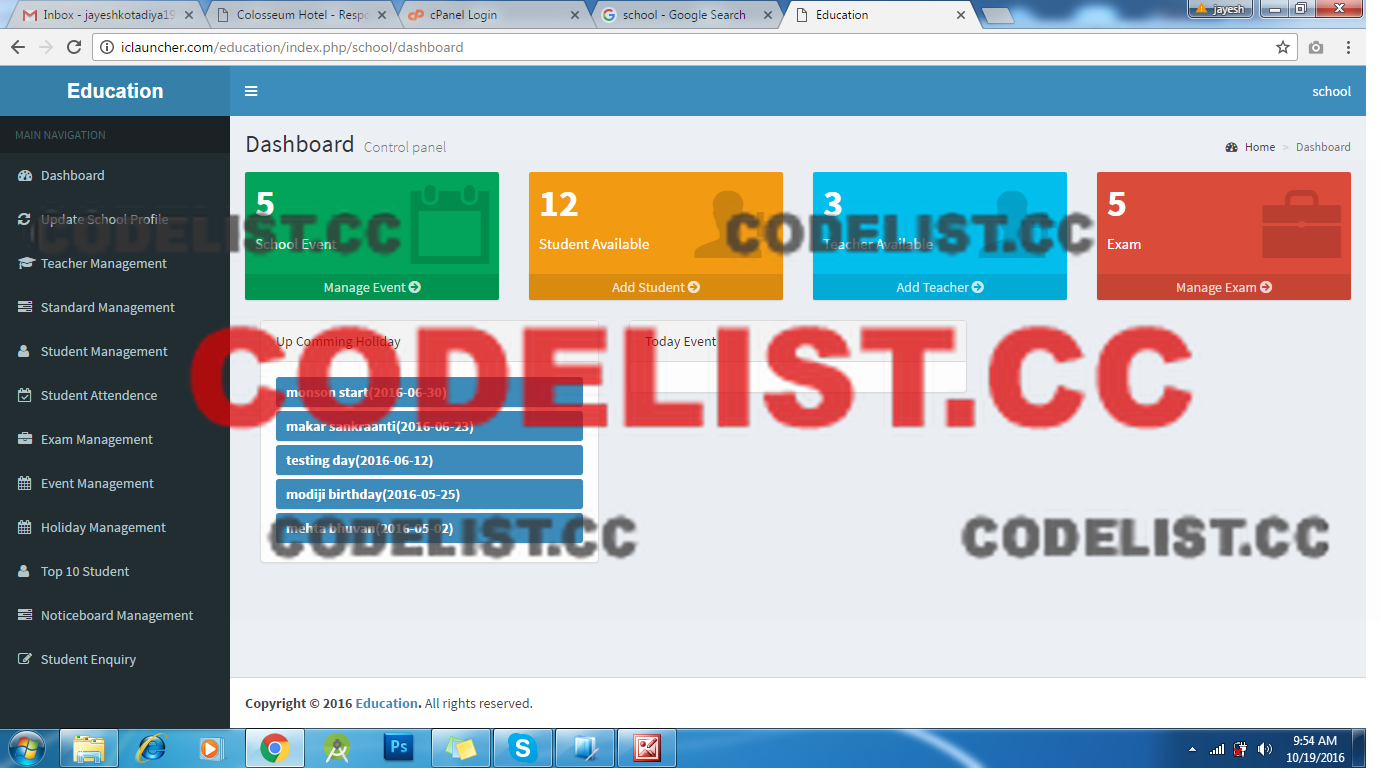 Inbox - jayeshkotadiya19
Colosseum Hotel - Respo
cPanel Login
school - Google Search
Education
jayesh
iclauncher.com/education/index.php/school/dashboard
Education
school
MAIN NAVIGATION
Dashboard
Update School Profile
Teacher Management
Standard Management
Student Management
Student Attendence
Exam Management
Event Management
Holiday Management
Top 10 Student
Noticeboard Management
Student Enquiry
Dashboard Control panel
Home > Dashboard
5
School Event
Manage Event
12
Student Available
Add Student
3
Teacher Available
Add Teacher
5
Exam
Manage Exam
CODELIST.CC
CODELIST.CC
Up Comming Holiday
Today Event
CODELIST.CC
monson start(2016-06-30)
makar sankraanti(2016-06-23)
testing day(2016-06-12)
modiji birthday(2016-05-25)
mehta bhuvan(2016-05-02)
CODELIST.CC
CODELIST.CC
Copyright © 2016 Education. All rights reserved.
Ps
9:54 AM
10/19/2016